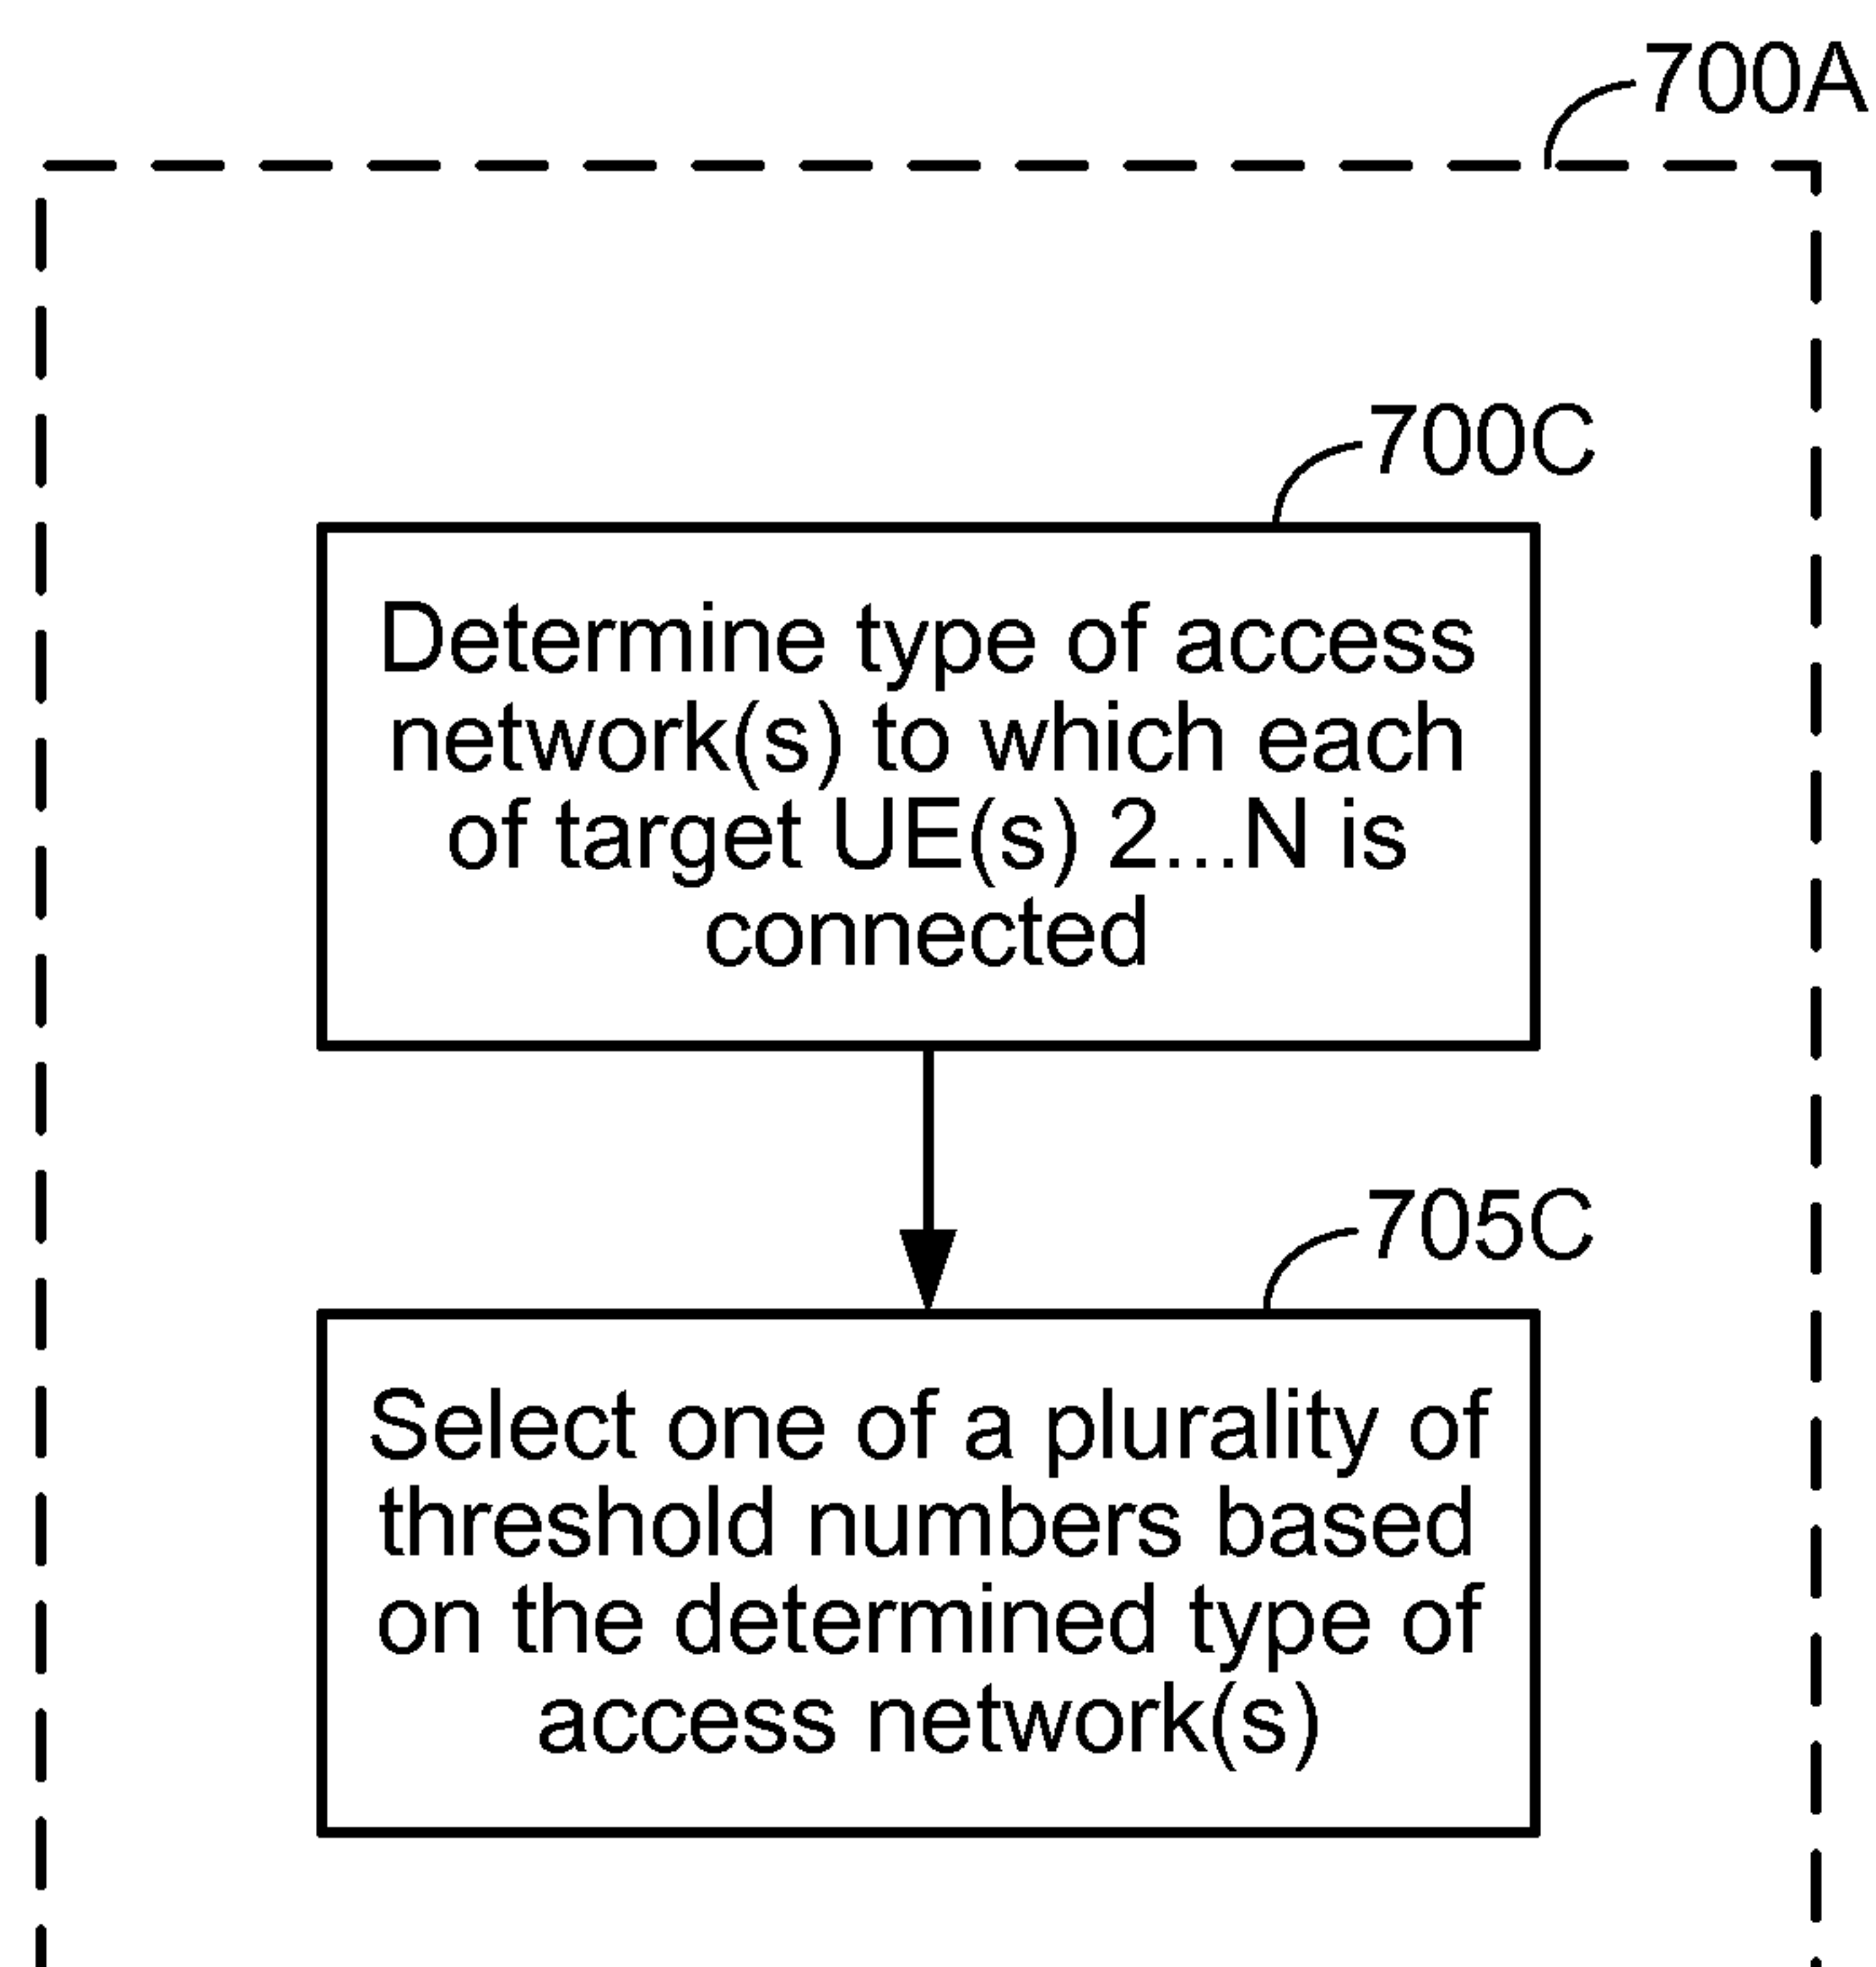 700A
700C
Determine type of access
network(s) to which each
of target UE(s) 2...N is
connected
705C
Select one of a plurality of
threshold numbers based
on the determined type of
access network(s)